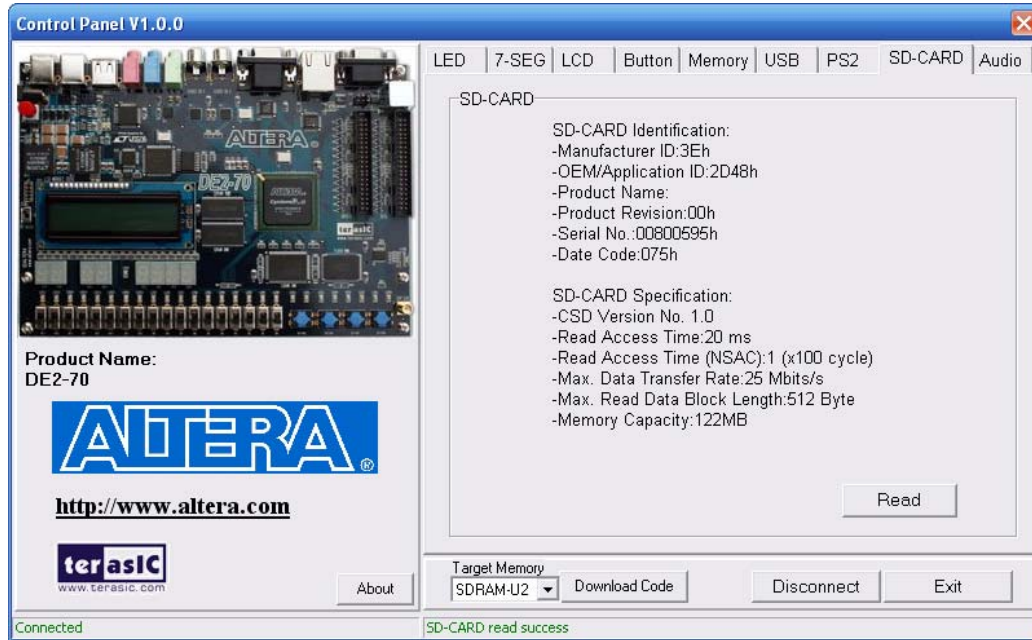 Control Panel V1.0.0
LED 7-SEG LCD Button Memory USB PS2 SD-CARD Audio
SD-CARD
SD-CARD Identification:
-Manufacturer ID:3Eh
-OEM/Application ID:2D48h
-Product Name:
-Product Revision:00h
-Serial No.:00800595h
-Date Code:075h
SD-CARD Specification:
-CSD Version No. 1.0
-Read Access Time:20 ms
-Read Access Time (NSAC):1 (x100 cycle)
-Max. Data Transfer Rate:25 Mbits/s
-Max. Read Data Block Length:512 Byte
-Memory Capacity:122MB
Read
ALTERA
DE2-70
terasIC
Product Name:
DE2-70
ALTERA®
http://www.altera.com
terasIC
www.terasic.com
About
Target Memory
SDRAM-U2 Download Code Disconnect Exit
Connected
SD-CARD read success